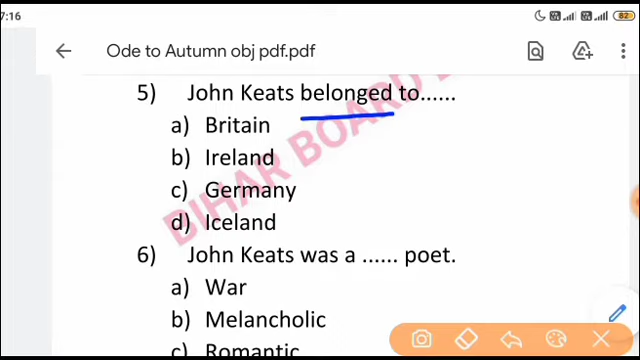 7:16
82
Ode to Autumn obj pdf.pdf
5) John Keats belonged to......
a) Britain
b) Ireland
c) Germany
d) Iceland
6) John Keats was a ...... poet.
a) War
b) Melancholic
c) Romantic
BIHAR BOARD